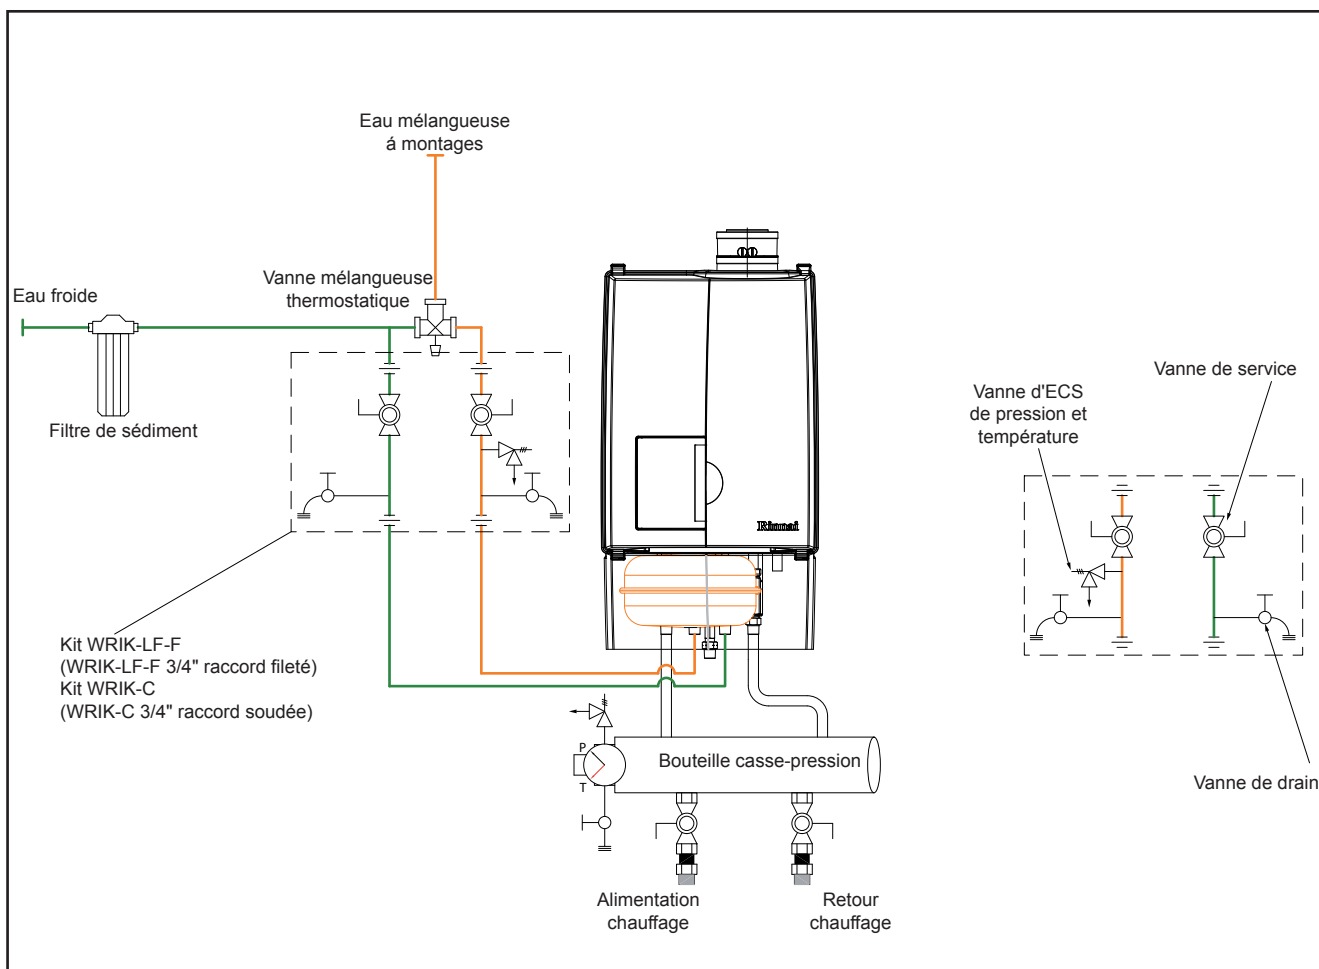 Eau mélangueuse
á montages
Vanne mélangueuse
thermostatique
Eau froide
Filtre de sédiment
Vanne de service
Vanne d'ECS
de pression et
température
Rinnai
Kit WRIK-LF-F
(WRIK-LF-F 3/4" raccord fileté)
Kit WRIK-C
(WRIK-C 3/4" raccord soudée)
P
T
Bouteille casse-pression
Vanne de drain
Alimentation
chauffage
Retour
chauffage